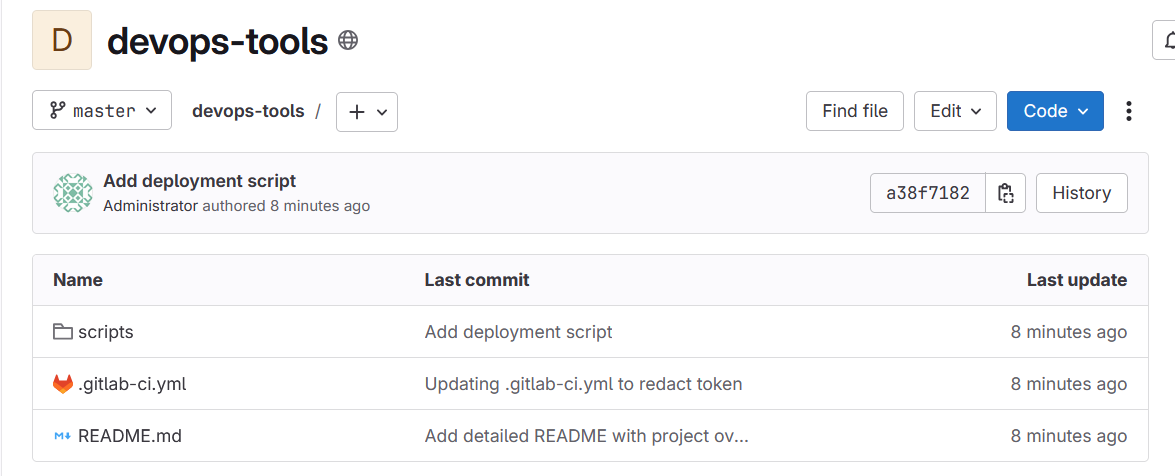 D
devops-tools
master
devops-tools / +
Find file
Edit
Code
Add deployment script
Administrator authored 8 minutes ago
a38f7182
History
Name Last commit Last update
scripts Add deployment script 8 minutes ago
.gitlab-ci.yml Updating .gitlab-ci.yml to redact token 8 minutes ago
README.md Add detailed README with project ov... 8 minutes ago